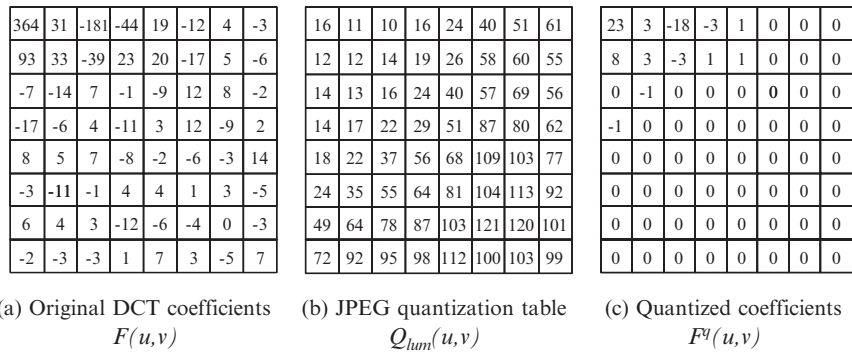 364 31 -181 -44 19 -12 4 -3 16 11 10 16 24 40 51 61 23 3 -18 -3 1 0 0 0
93 33 -39 23 20 -17 5 -6 12 12 14 19 26 58 60 55 8 3 -3 1 1 0 0 0
-7 -14 7 -1 -9 12 8 -2 14 13 16 24 40 57 69 56 0 -1 0 0 0 0 0 0
-17 -6 4 -11 3 12 -9 2 14 17 22 29 51 87 80 62 -1 0 0 0 0 0 0 0
8 5 7 -8 -2 -6 -3 14 18 22 37 56 68 109 103 77 0 0 0 0 0 0 0 0
-3 -11 -1 4 4 1 3 -5 24 35 55 64 81 104 113 92 0 0 0 0 0 0 0 0
6 4 3 -12 -6 -4 0 -3 49 64 78 87 103 121 120 101 0 0 0 0 0 0 0 0
-2 -3 -3 1 7 3 -5 7 72 92 95 98 112 100 103 99 0 0 0 0 0 0 0 0
(a) Original DCT coefficients (b) JPEG quantization table (c) Quantized coefficients
F(u,v) Qlum(u,v) Fq(u,v)